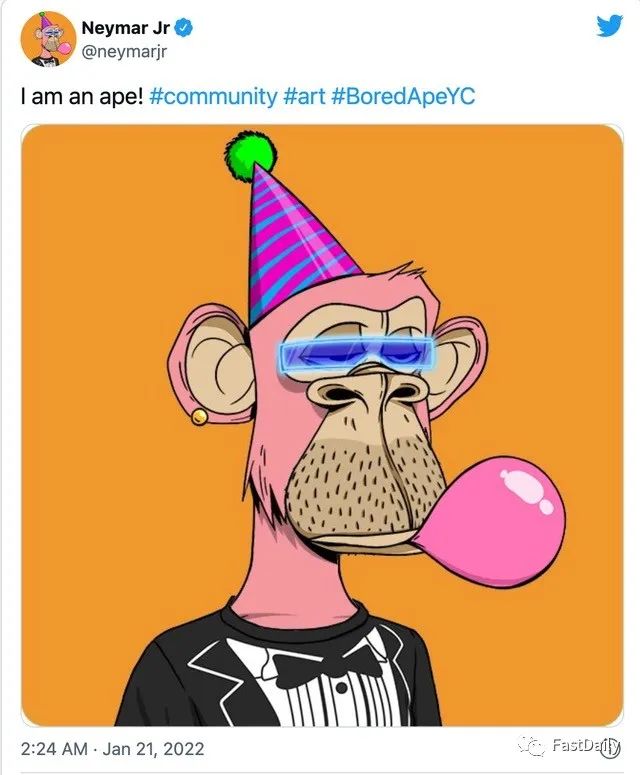 Neymar Jr
@neymarjr
I am an ape! #community #art #BoredApeYC
2:24 AM · Jan 21, 2022
FastDaily